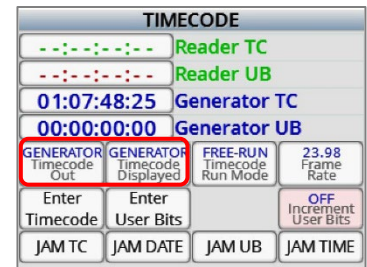 TIMECODE
--:--:--:-- Reader TC
--:--:--:-- Reader UB
01:07:48:25 Generator TC
00:00:00:00 Generator UB
GENERATOR GENERATOR FREE-RUN 23.98
Timecode Timecode Timecode Frame
Out Displayed Run Mode Rate
Enter Enter OFF
Timecode User Bits Increment
User Bits
JAM TC JAM DATE JAM UB JAM TIME